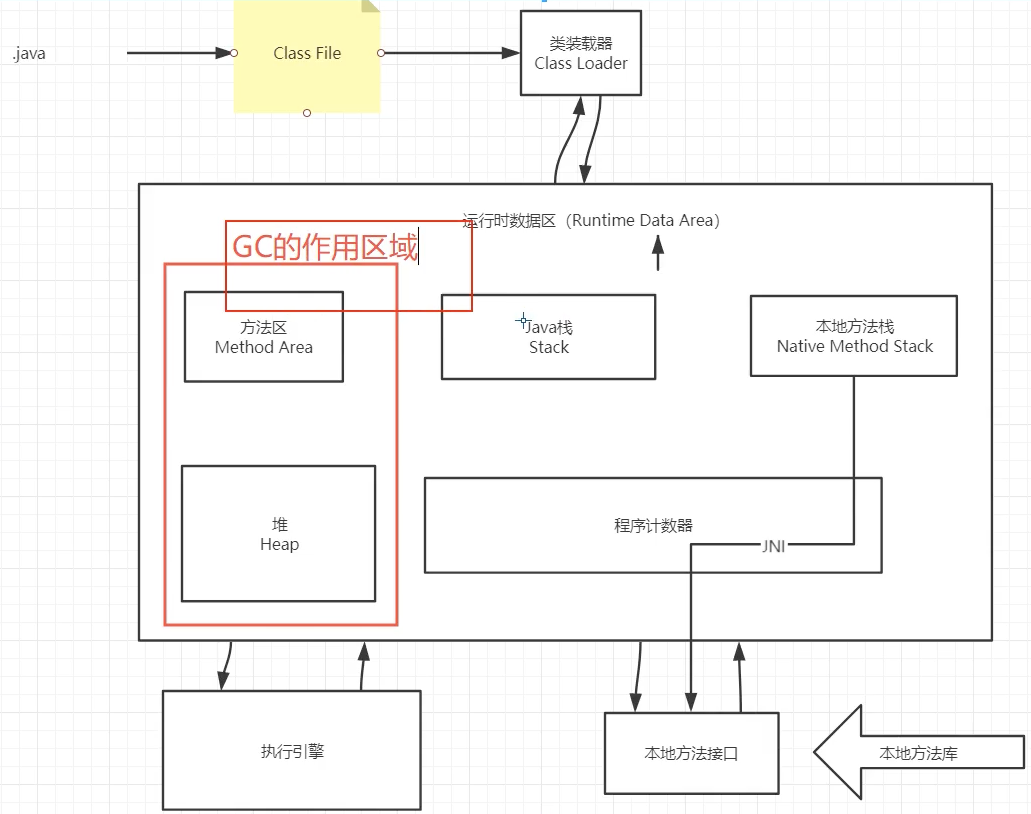 .java
Class File
类装载器
Class Loader
运行时数据区（Runtime Data Area）
GC的作用区域
方法区
Method Area
Java栈
Stack
本地方法栈
Native Method Stack
堆
Heap
程序计数器
JNI
执行引擎
本地方法接口
本地方法库